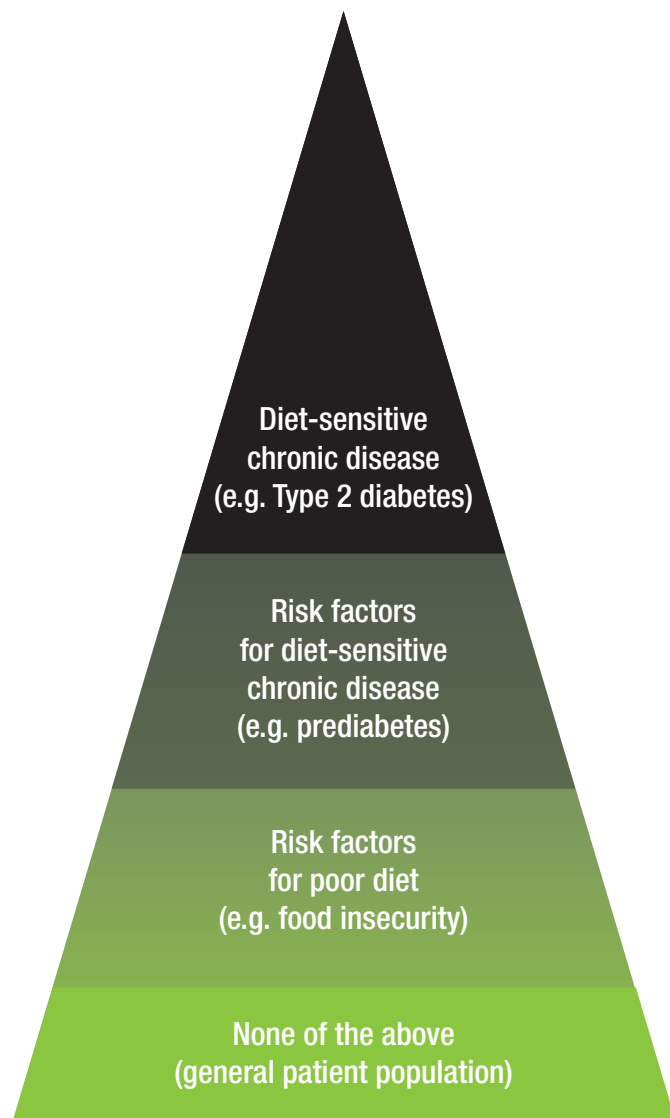 Diet-sensitive
chronic disease
(e.g. Type 2 diabetes)
Risk factors
for diet-sensitive
chronic disease
(e.g. prediabetes)
Risk factors
for poor diet
(e.g. food insecurity)
None of the above
(general patient population)